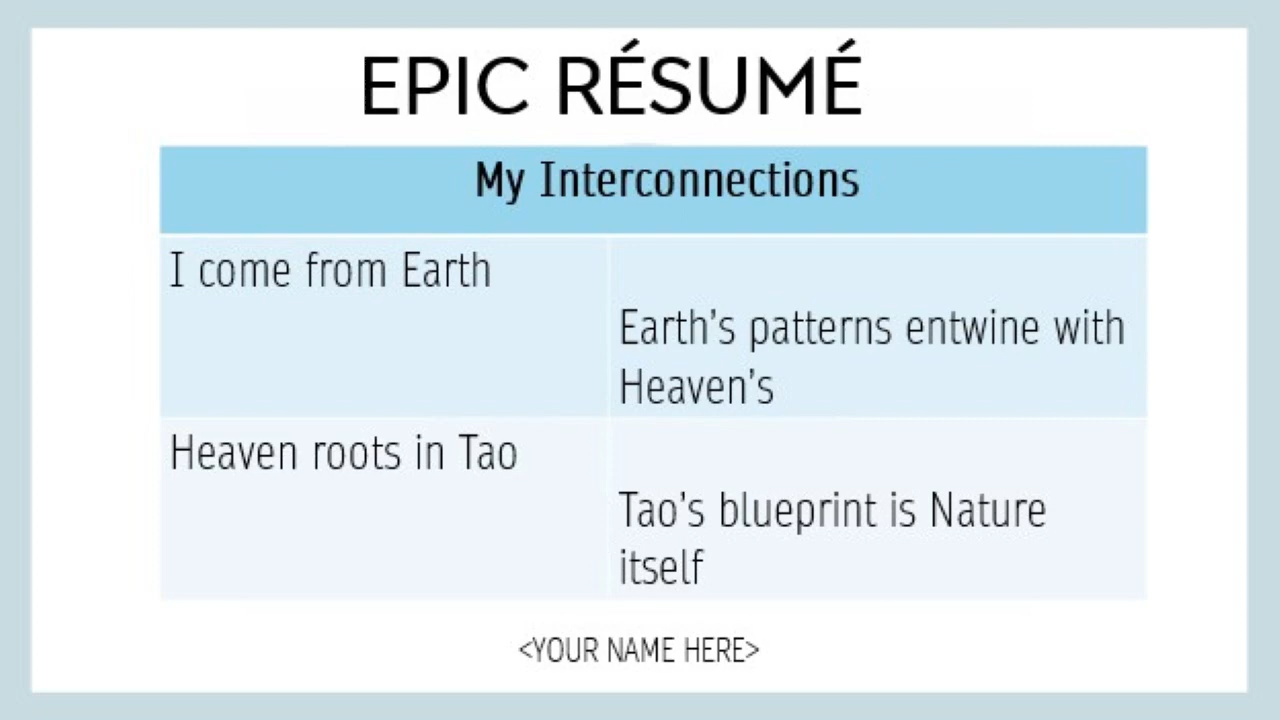 EPIC RÉSUMÉ
My Interconnections
I come from Earth
Earth's patterns entwine with
Heaven's
Heaven roots in Tao
Tao's blueprint is Nature
itself
<YOUR NAME HERE>